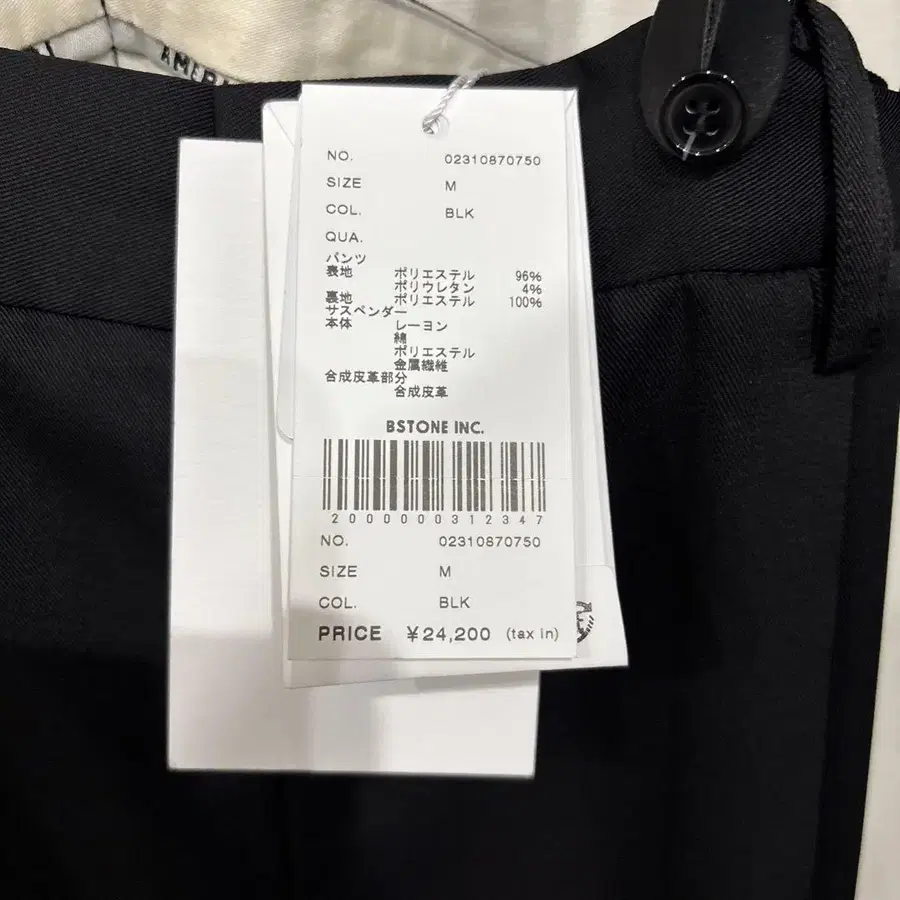 NO. 02310870750
SIZE M
COL. BLK
QUA.
パンツ
表地 ポリエステル 96%
ポリウレタン 4%
裏地 ポリエステル 100%
サスペンダー
本体 レーヨン
綿
ポリエステル
金属繊維
合成皮革部分
合成皮革
BSTONE INC.
2000000312347
NO. 02310870750
SIZE M
COL. BLK
PRICE ¥24,200 (tax in)